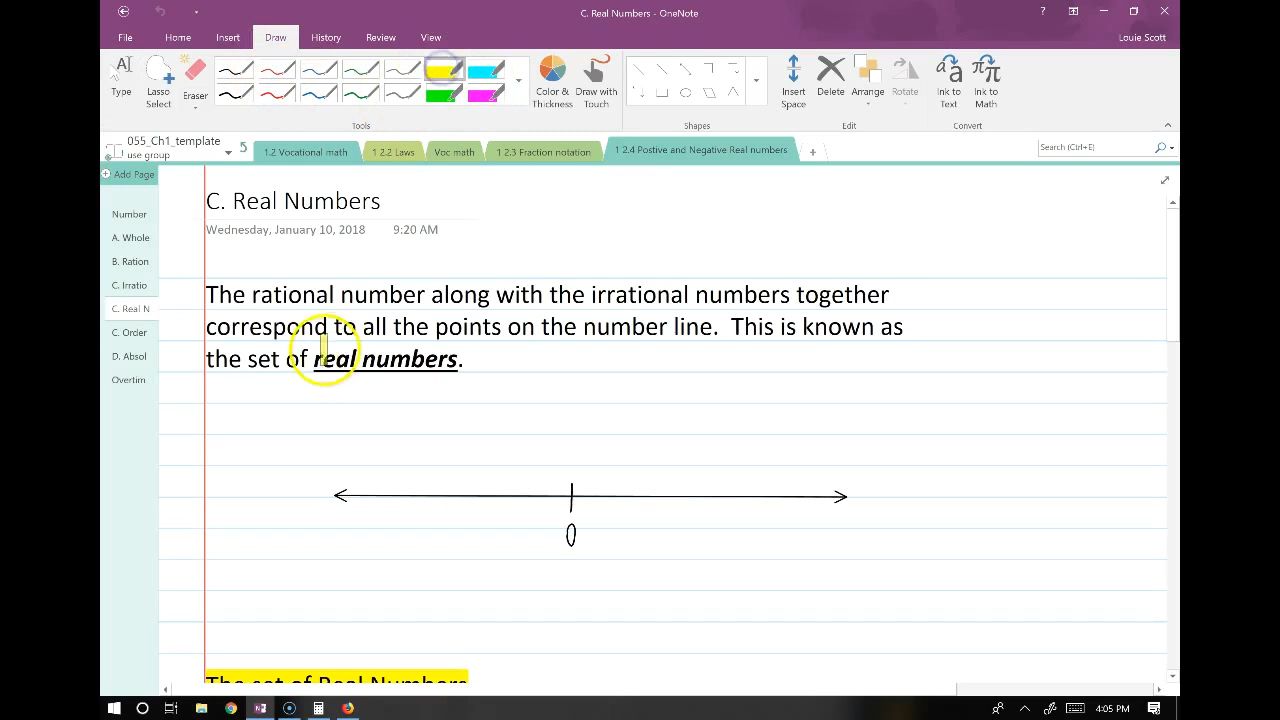 C. Real Numbers - OneNote
?
File Home Insert Draw History Review View
Louie Scott
Type
Lasso
Select
Eraser
Color &
Thickness
Draw with
Touch
Insert
Space
Delete
Arrange
Rotate
Ink to
Text
Ink to
Math
Tools
Shapes
Edit
Convert
055_Ch1_template
use group
1.2 Vocational math
1 2.2 Laws
Voc math
1 2.3 Fraction notation
1 2.4 Postive and Negative Real numbers
Search (Ctrl+E)
Add Page
Number
A. Whole
B. Ration
C. Irratio
C. Real N
C. Order
D. Absol
Overtim
C. Real Numbers
Wednesday, January 10, 2018 9:20 AM
The rational number along with the irrational numbers together
correspond to all the points on the number line. This is known as
the set of real numbers.
0
The set of Real Numbers
4:05 PM